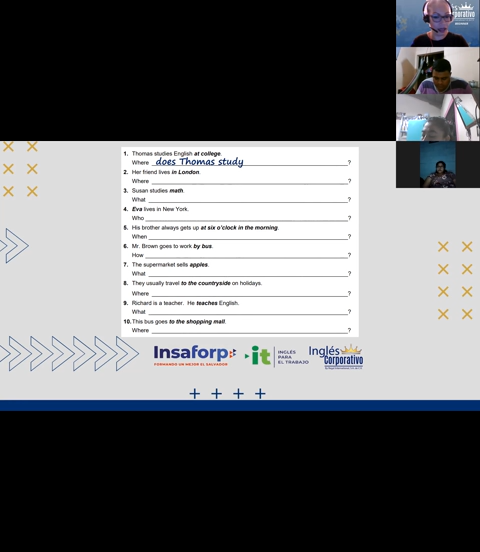 1. Thomas studies English at college.
Where does Thomas study ?
2. Her friend lives in London.
Where ?
3. Susan studies math.
What ?
4. Eva lives in New York.
Who ?
5. His brother always gets up at six o'clock in the morning.
When ?
6. Mr. Brown goes to work by bus.
How ?
7. The supermarket sells apples.
What ?
8. They usually travel to the countryside on holidays.
Where ?
9. Richard is a teacher. He teaches English.
What ?
10. This bus goes to the shopping mall.
Where ?
Insaforp
FORMANDO UN MEJOR EL SALVADOR
it
INGLÉS
PARA
EL TRABAJO
Inglés
Corporativo